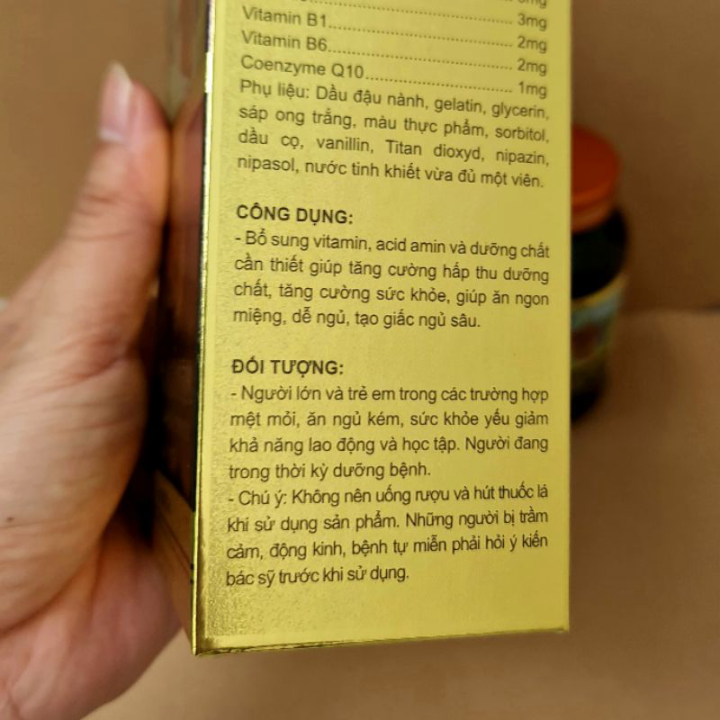 3mg
Vitamin B1 3mg
Vitamin B6 2mg
Coenzyme Q10 2mg
1mg
Phụ liệu: Dầu đậu nành, gelatin, glycerin,
sáp ong trắng, màu thực phẩm, sorbitol,
dầu cọ, vanillin, Titan dioxyd, nipazin,
nipasol, nước tinh khiết vừa đủ một viên.
CÔNG DỤNG:
- Bổ sung vitamin, acid amin và dưỡng chất
cần thiết giúp tăng cường hấp thu dưỡng
chất, tăng cường sức khỏe, giúp ăn ngon
miệng, dễ ngủ, tạo giấc ngủ sâu.
ĐỐI TƯỢNG:
- Người lớn và trẻ em trong các trường hợp
mệt mỏi, ăn ngủ kém, sức khỏe yếu giảm
khả năng lao động và học tập. Người đang
trong thời kỳ dưỡng bệnh.
- Chú ý: Không nên uống rượu và hút thuốc lá
khi sử dụng sản phẩm. Những người bị trầm
cảm, động kinh, bệnh tự miễn phải hỏi ý kiến
bác sỹ trước khi sử dụng.